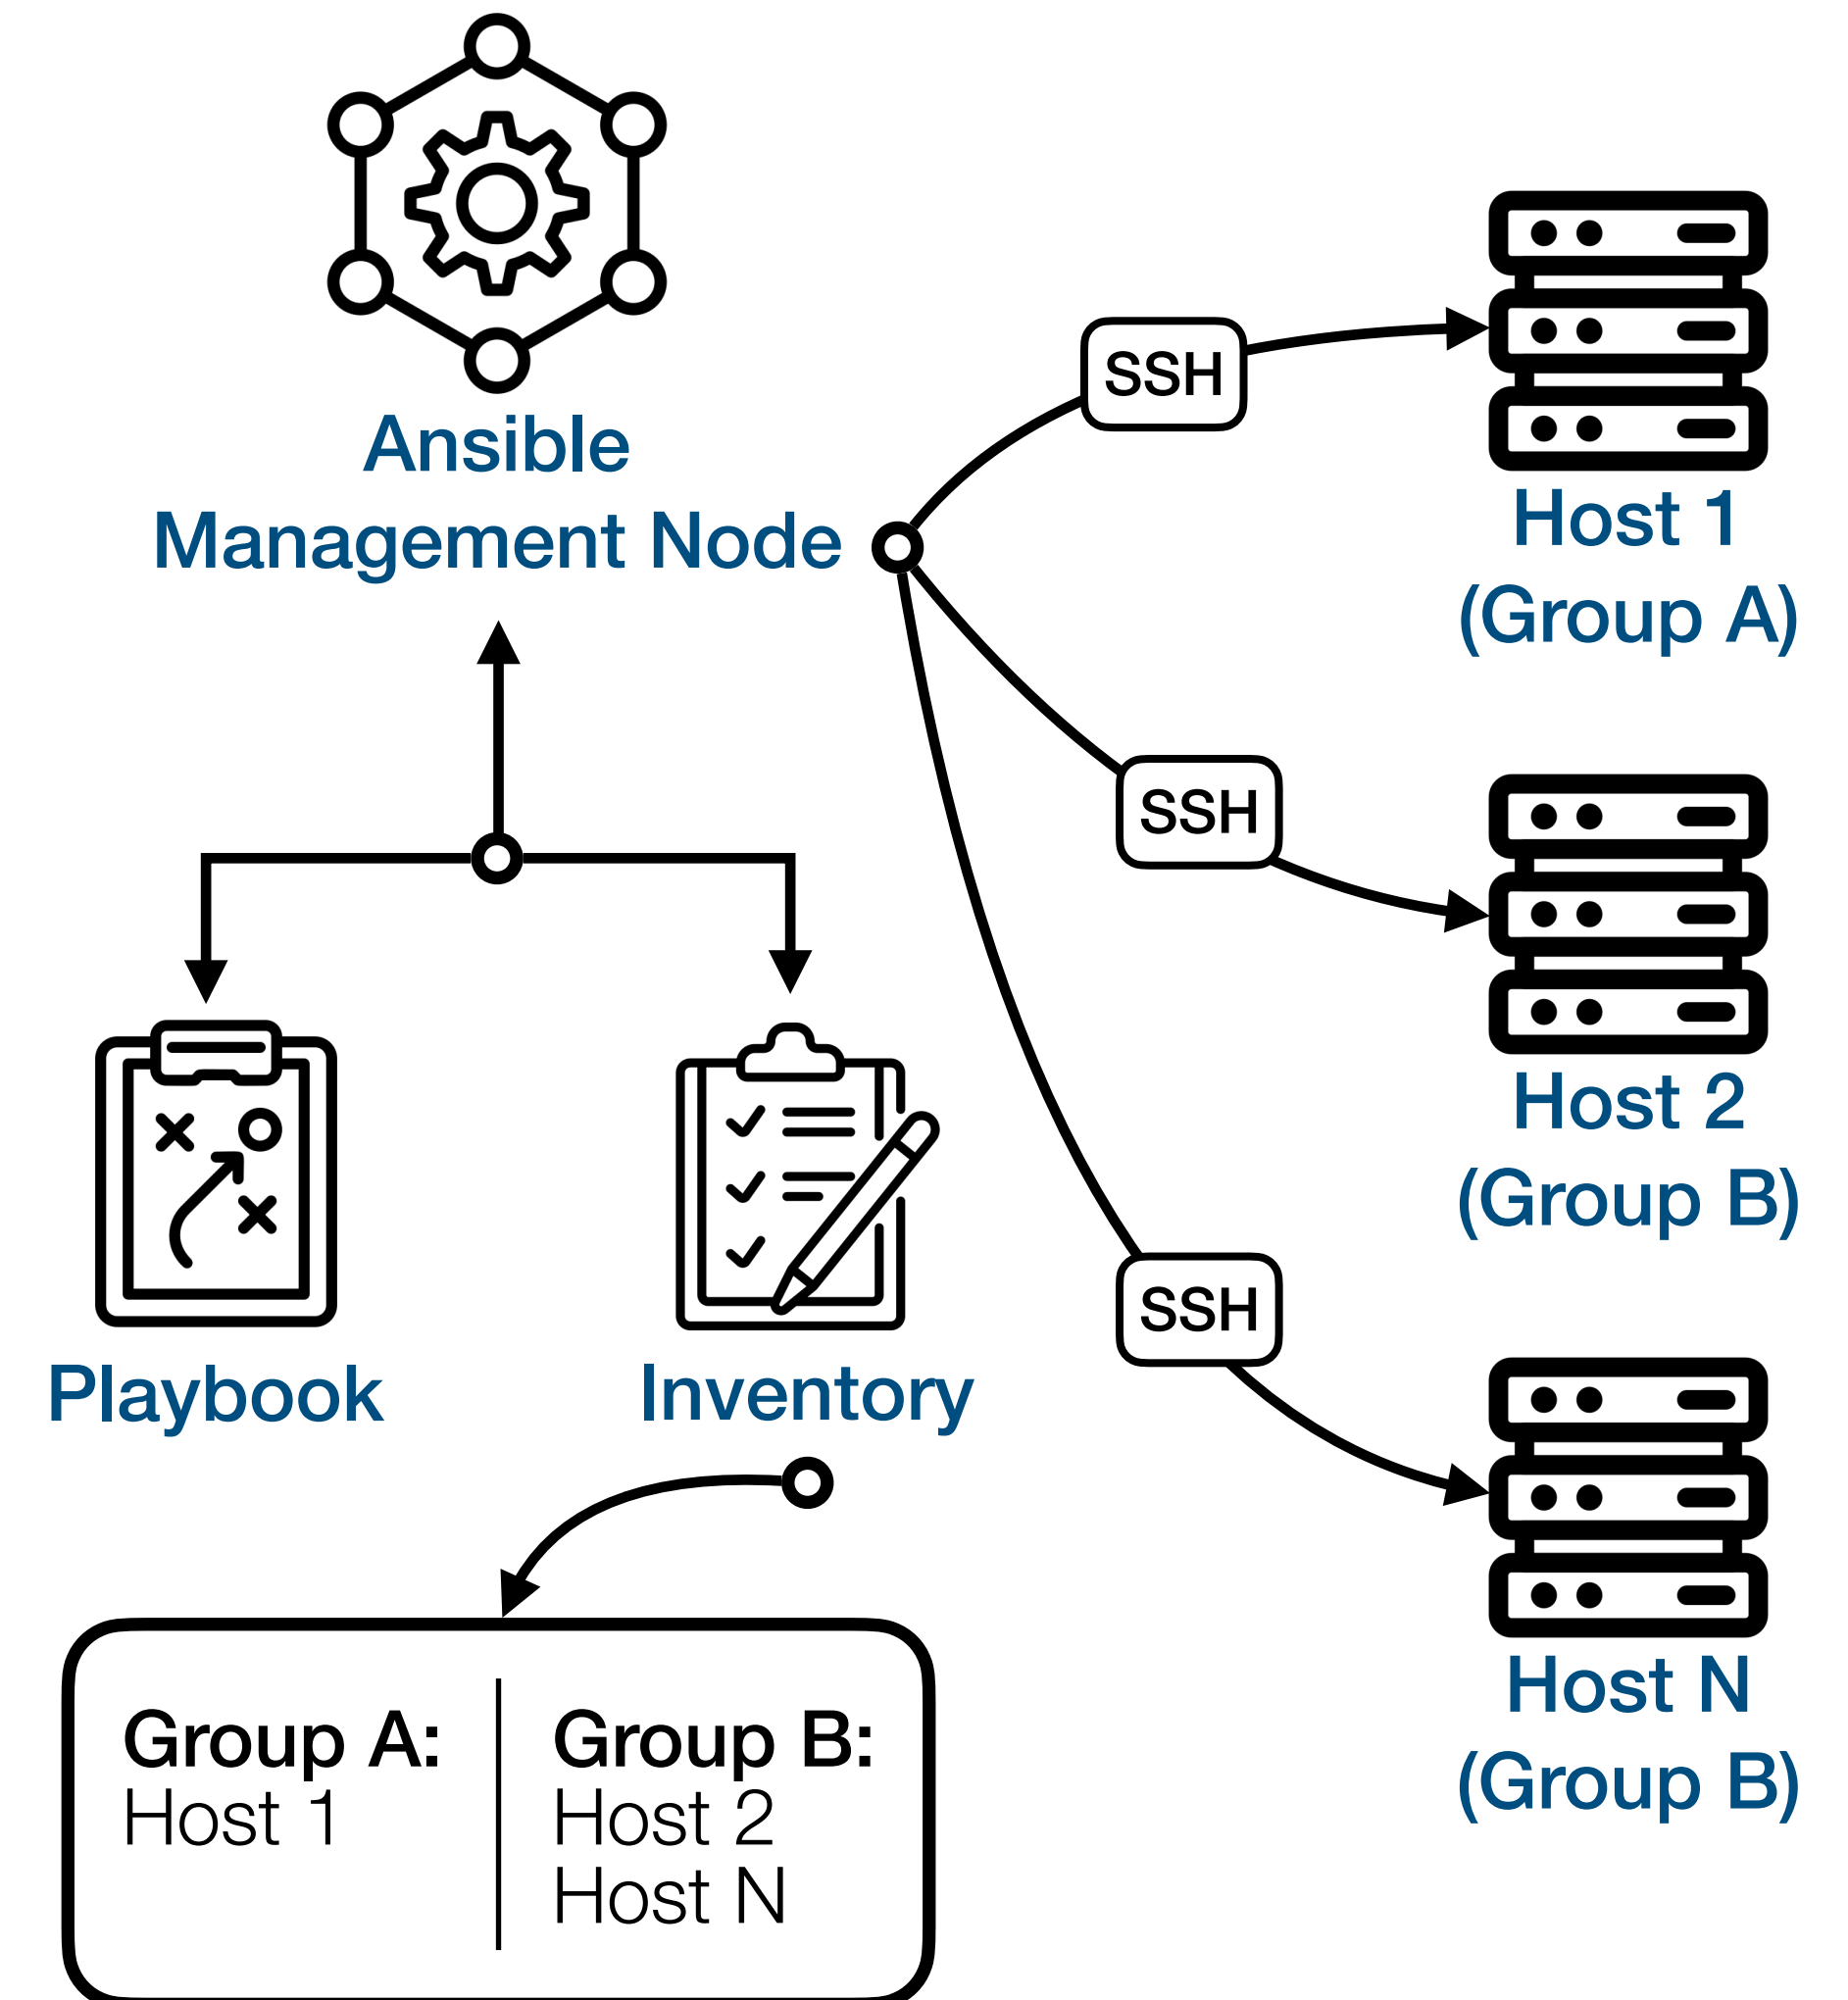 Ansible
Management Node
SSH
Host 1
(Group A)
SSH
Host 2
(Group B)
Playbook
Inventory
SSH
Host N
(Group B)
Group A:
Host 1
Group B:
Host 2
Host N